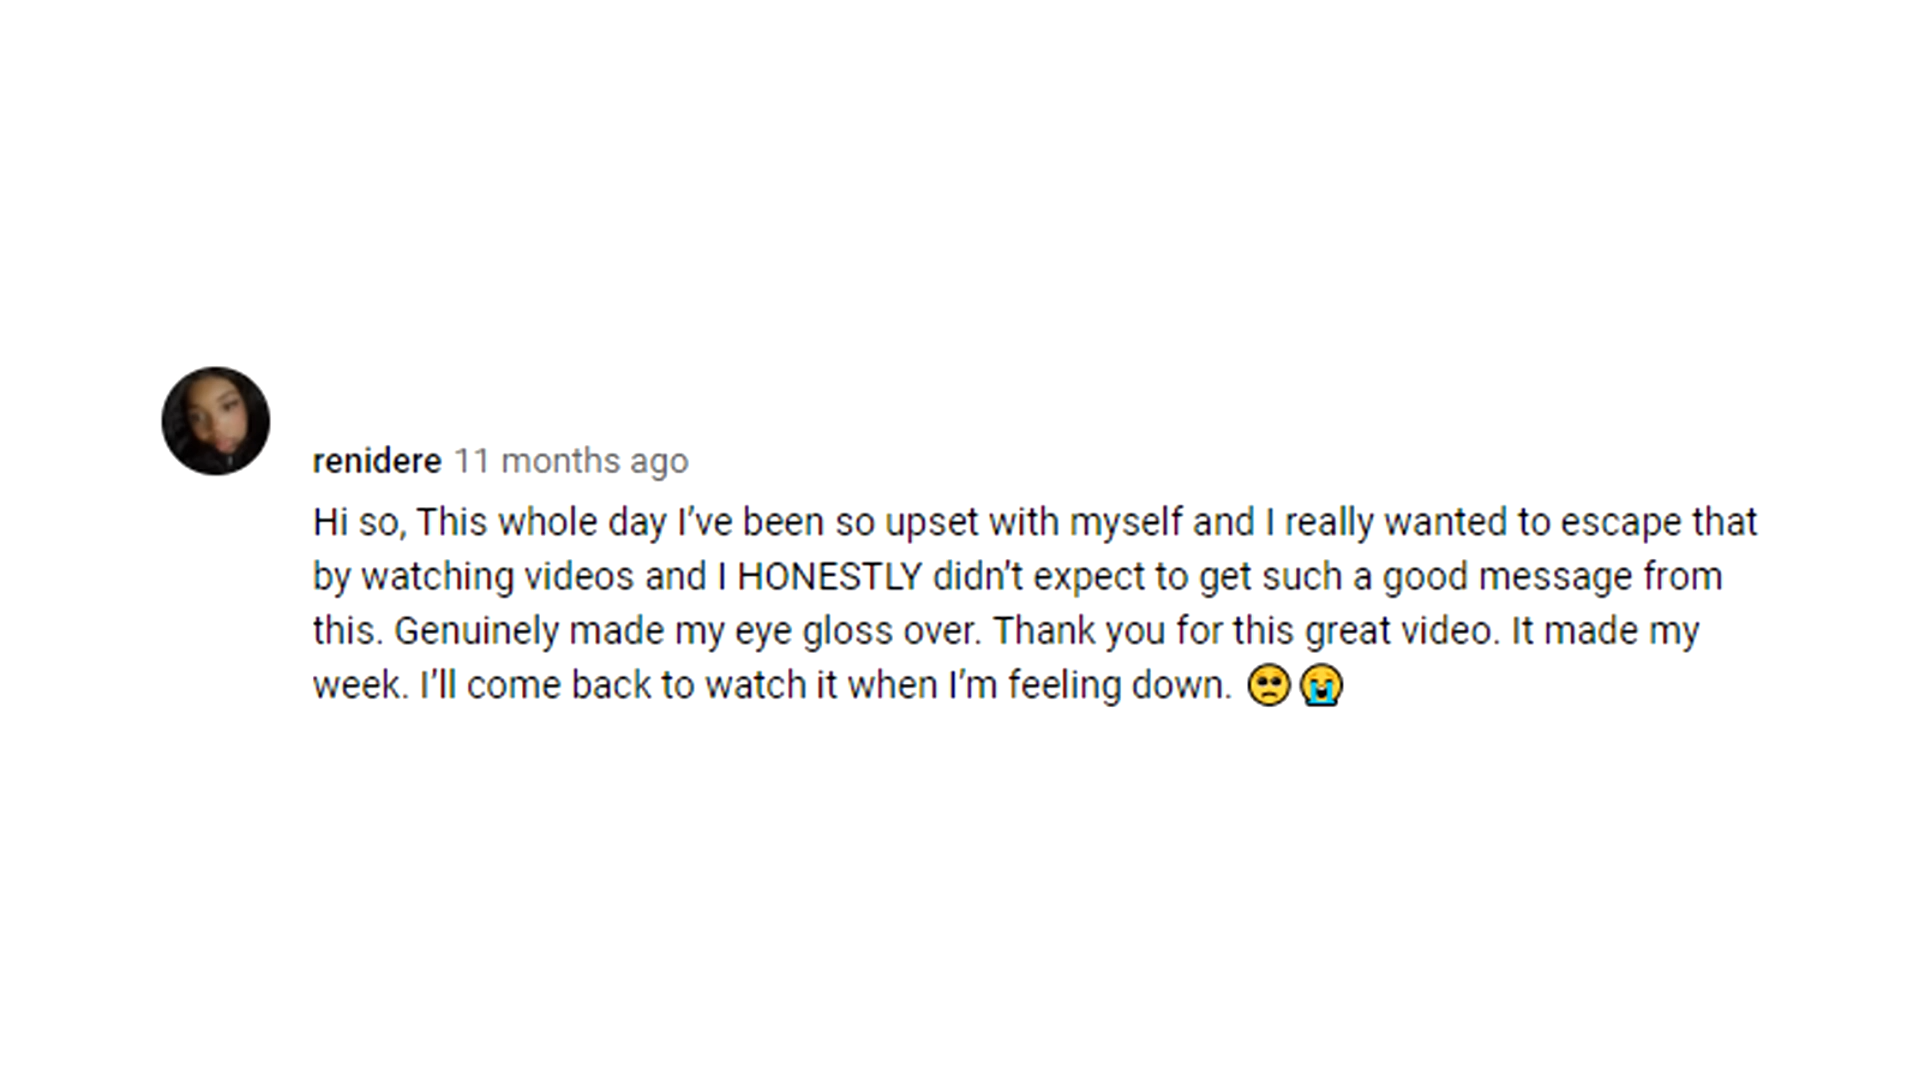 renidere 11 months ago
Hi so, This whole day I’ve been so upset with myself and I really wanted to escape that
by watching videos and I HONESTLY didn’t expect to get such a good message from
this. Genuinely made my eye gloss over. Thank you for this great video. It made my
week. I’ll come back to watch it when I’m feeling down. 🥺😭